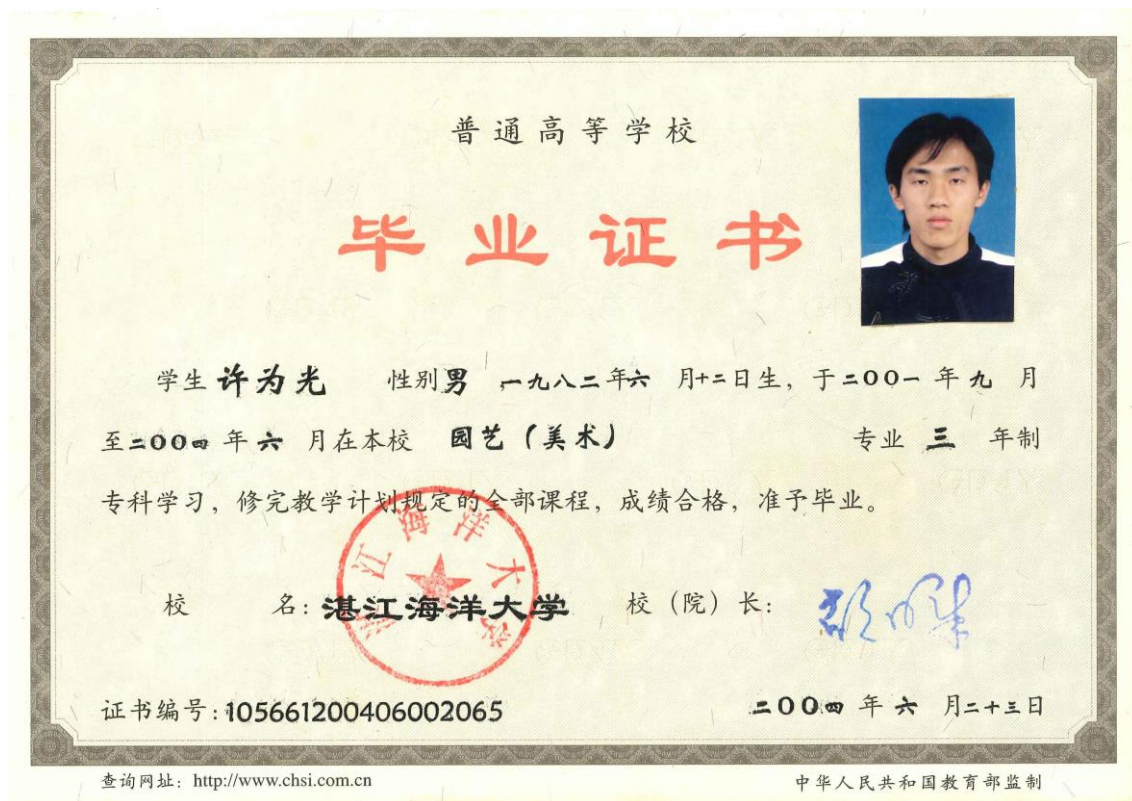 普通高等学校
毕业证书
学生 许为光 性别 男 ,一九八二年六 月十二日生，于二00一 年 九 月
至二00四 年 六 月在本校 园艺（美术） 专业 三 年制
专科学习，修完教学计划规定的全部课程，成绩合格，准予毕业。
湛江海洋大学
校 名：湛江海洋大学 校（院）长：
证书编号：105661200406002065 二00四 年 六 月二十三日
查询网址：http://www.chsi.com.cn 中华人民共和国教育部监制